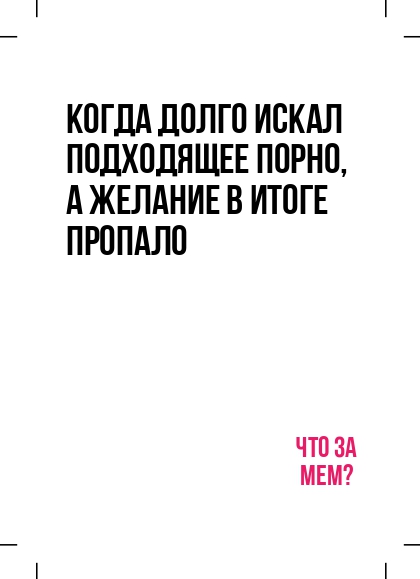 КОГДА ДОЛГО ИСКАЛ
ПОДХОДЯЩЕЕ ПОРНО,
А ЖЕЛАНИЕ В ИТОГЕ
ПРОПАЛО
ЧТО ЗА
МЕМ?